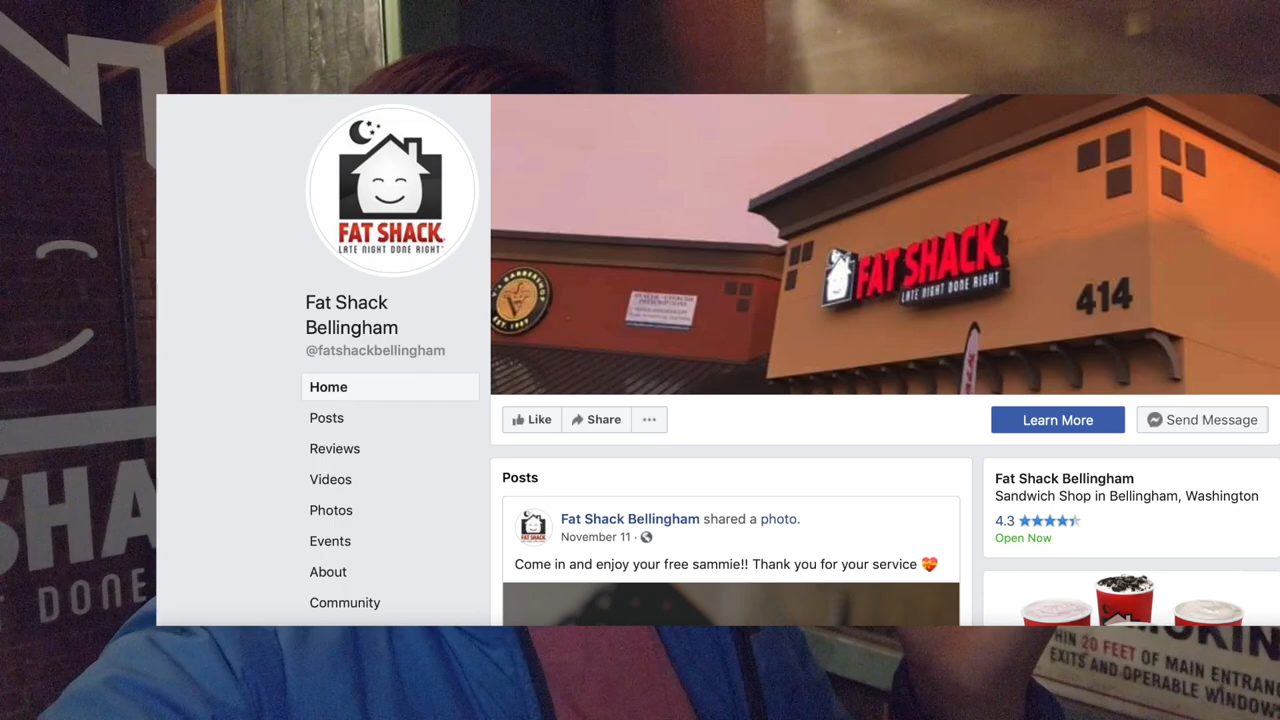 FAT SHACK
LATE NIGHT DONE RIGHT
Fat Shack
Bellingham
@fatshackbellingham
Home
Posts
Reviews
Videos
Photos
Events
About
Community
EST.
FAT SHACK
LATE NIGHT DONE RIGHT
414
Like
Share
Learn More
Send Message
Posts
Fat Shack Bellingham shared a photo.
November 11
Come in and enjoy your free sammie!! Thank you for your service
Fat Shack Bellingham
Sandwich Shop in Bellingham, Washington
4.3
Open Now
SHA
DONE
20 FEET OF MAIN ENTRAN
EXITS AND OPERABLE WINDOW